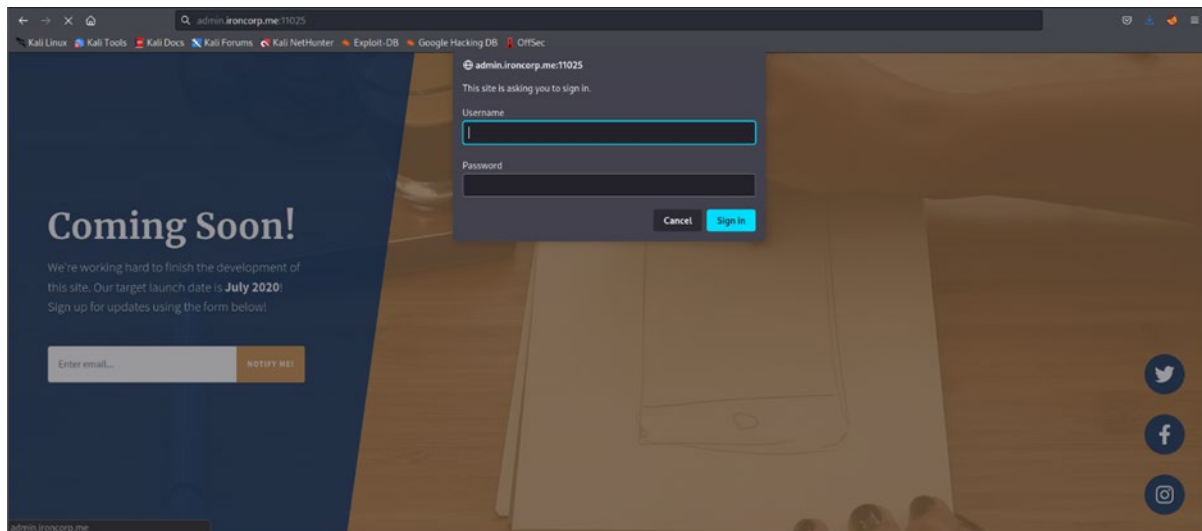 admin.ironcorp.me:11025
Kali Linux Kali Tools Kali Docs Kali Forums Kali NetHunter Exploit-DB Google Hacking DB OffSec
admin.ironcorp.me:11025
This site is asking you to sign in.
Username
Password
Cancel Sign in
Coming Soon!
We're working hard to finish the development of
this site. Our target launch date is July 2020!
Sign up for updates using the form below!
Enter email... NOTIFY ME!
admin.ironcorp.me